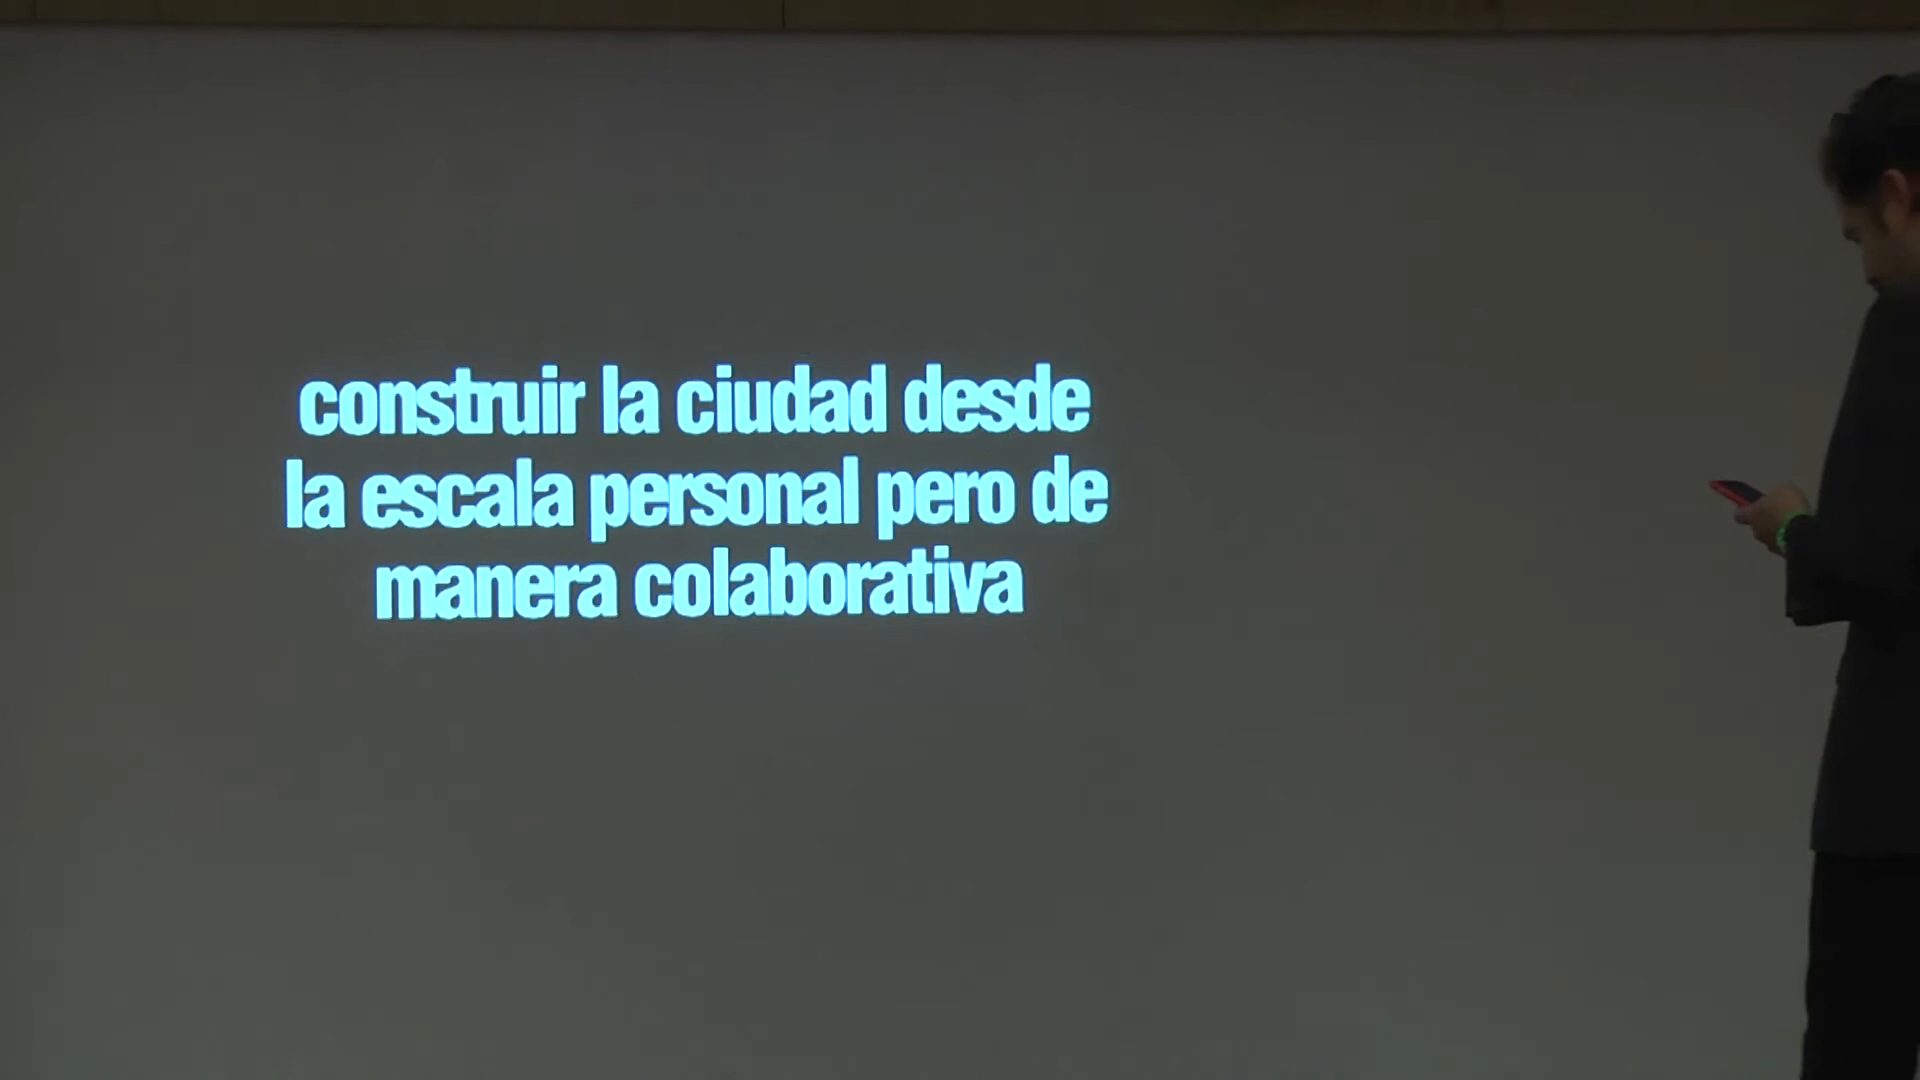 construir la ciudad desde
la escala personal pero de
manera colaborativa